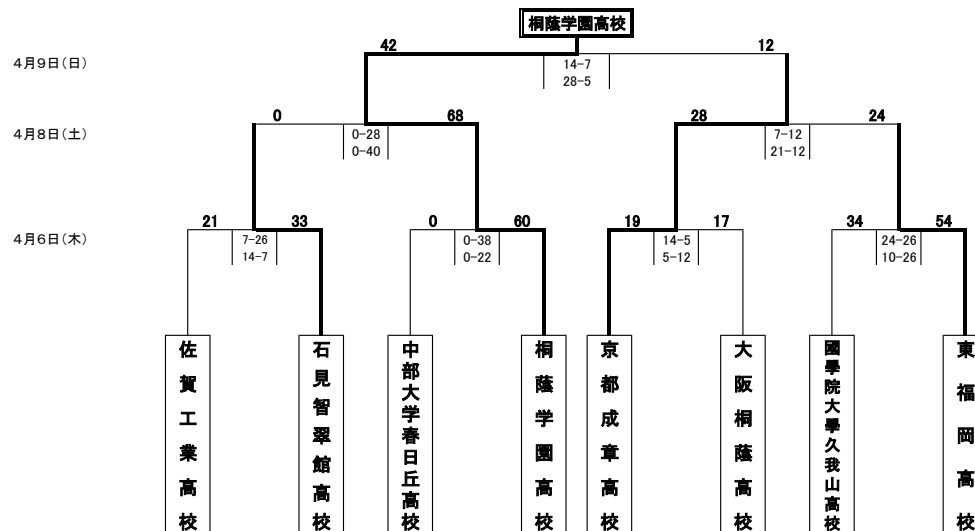 桐蔭学園高校
42 12
4月9日(日)
14-7
28-5
0 68 28 24
4月8日(土)
0-28 7-12
0-40 21-12
21 33 0 60 19 17 34 54
4月6日(木)
7-26 0-38 14-5 24-26
14-7 0-22 5-12 10-26
佐賀工業高校
石見智翠館高校
中部大学春日丘高校
桐蔭学園高校
京都成章高校
大阪桐蔭高校
國學院大學久我山高校
東福岡高校